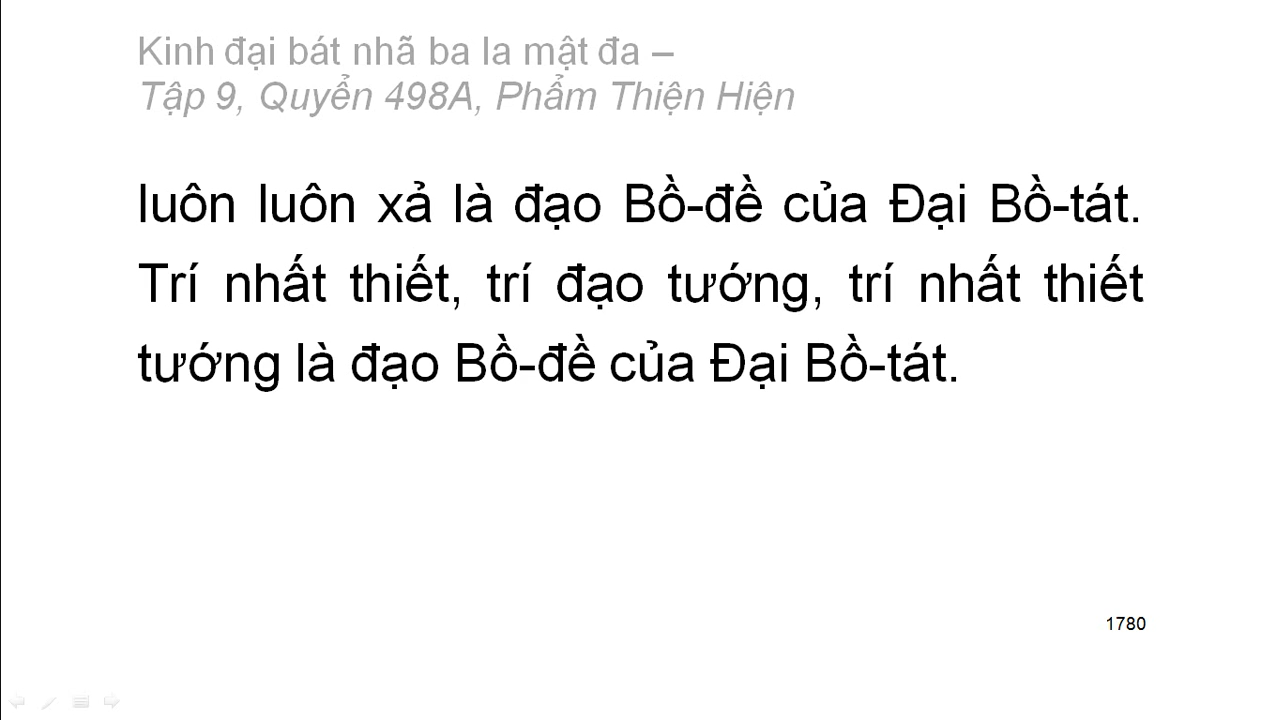 Kinh đại bát nhã ba la mật đa –
Tập 9, Quyển 498A, Phẩm Thiện Hiện
luôn luôn xả là đạo Bồ-đề của Đại Bồ-tát.
Trí nhất thiết, trí đạo tướng, trí nhất thiết
tướng là đạo Bồ-đề của Đại Bồ-tát.
1780